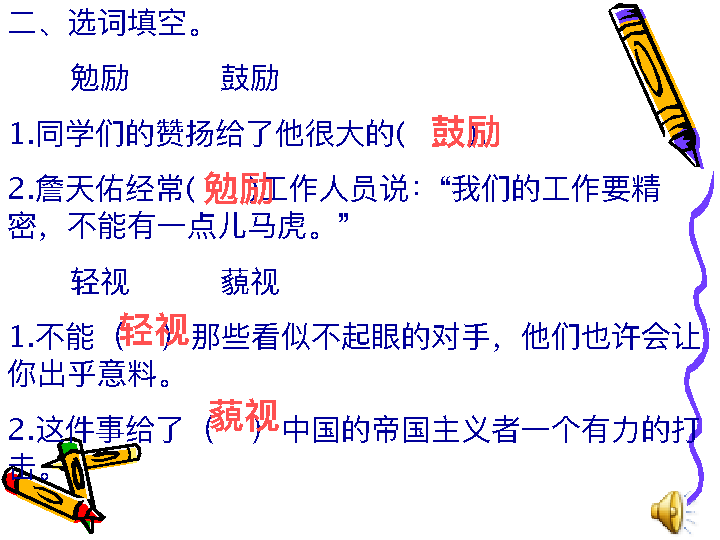 二、选词填空。
勉励 鼓励
1.同学们的赞扬给了他很大的( 鼓励 ).
2.詹天佑经常( 勉励 )工作人员说：“我们的工作要精
密，不能有一点儿马虎。”
轻视 藐视
1.不能（ 轻视 ）那些看似不起眼的对手，他们也许会让
你出乎意料。
2.这件事给了（ 藐视 ）中国的帝国主义者一个有力的打
击。